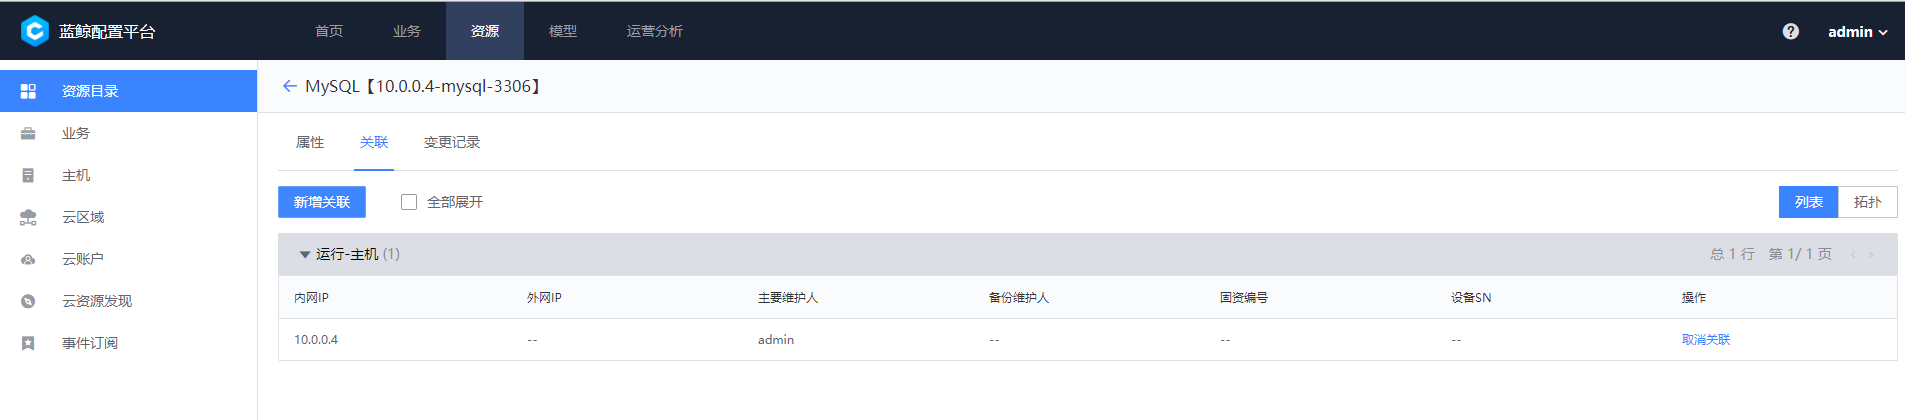 蓝鲸配置平台 首页 业务 资源 模型 运营分析 admin
资源目录
业务
主机
云区域
云账户
云资源发现
事件订阅
MySQL【10.0.0.4-mysql-3306】
属性 关联 变更记录
新增关联 全部展开 列表 拓扑
运行-主机 (1) 总 1 行 第 1/ 1 页
内网IP 外网IP 主要维护人 备份维护人 固资编号 设备SN 操作
10.0.0.4 -- admin -- -- -- 取消关联